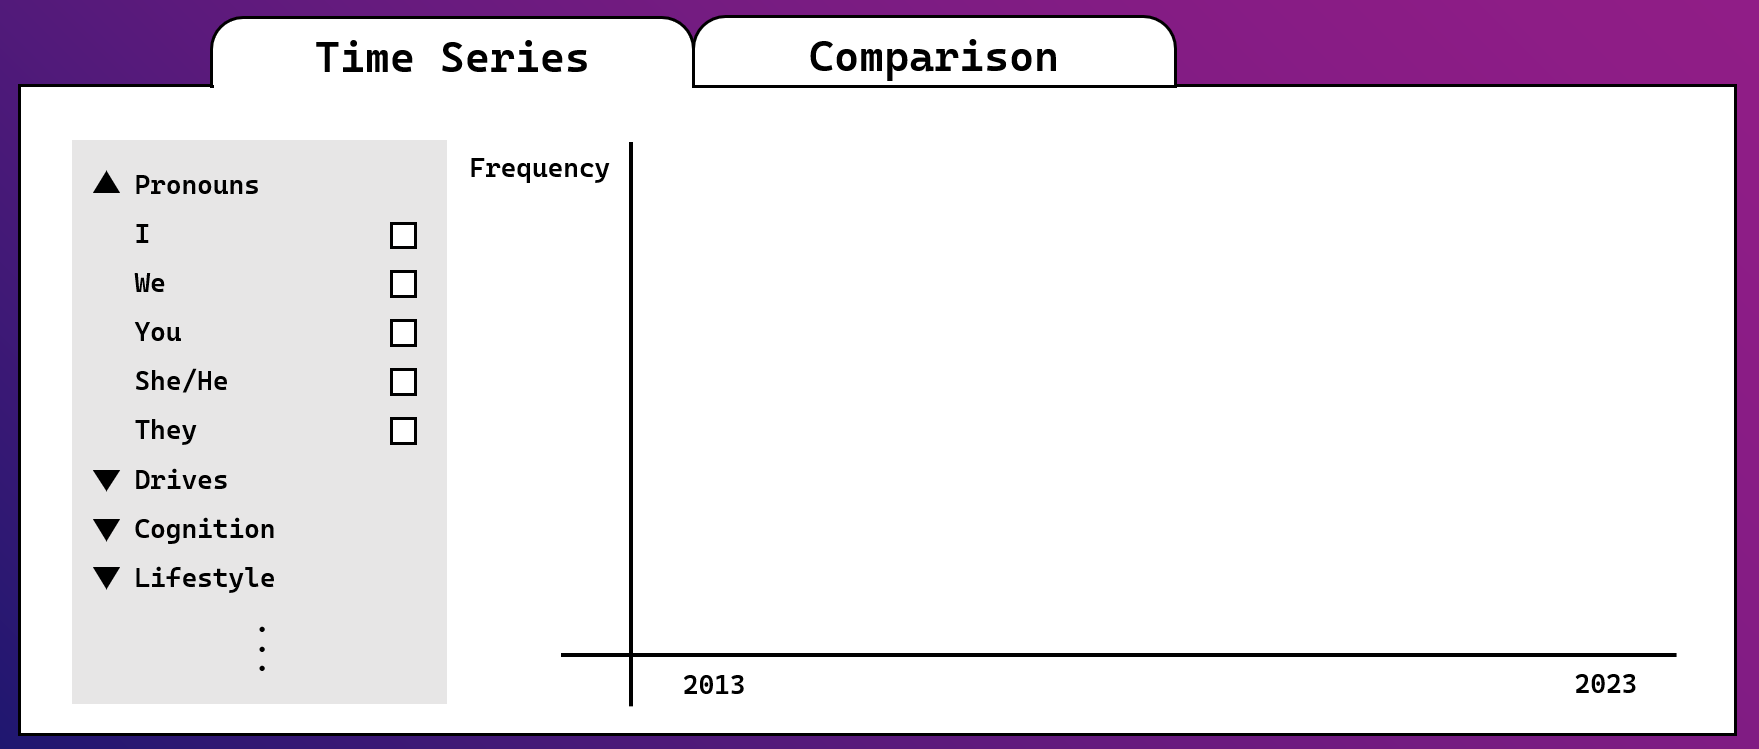 Time Series
Comparison
Pronouns
I
We
You
She/He
They
Drives
Cognition
Lifestyle
Frequency
2013
2023